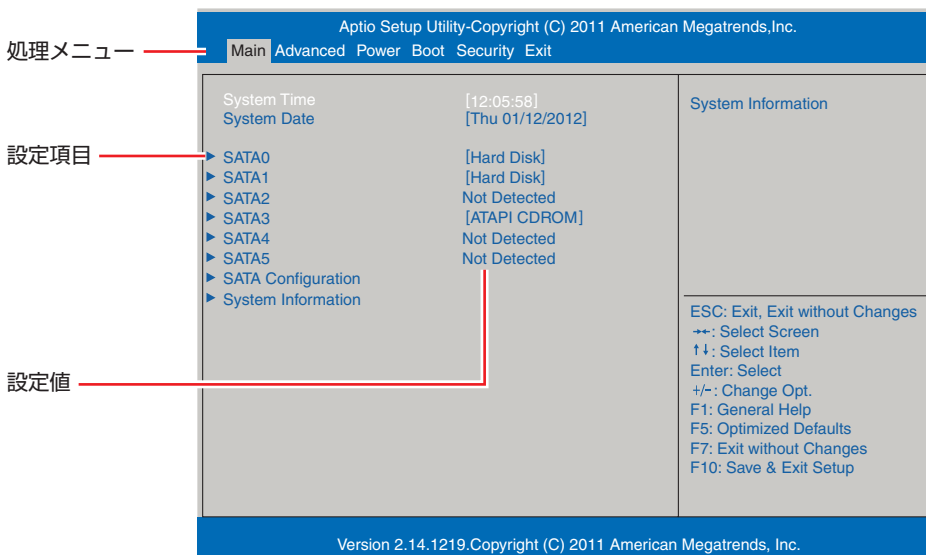 Aptio Setup Utility-Copyright (C) 2011 American Megatrends,Inc.
処理メニュー
Main Advanced Power Boot Security Exit
System Time [12:05:58]
System Date [Thu 01/12/2012]
System Information
設定項目
SATA0 [Hard Disk]
SATA1 [Hard Disk]
SATA2 Not Detected
SATA3 [ATAPI CDROM]
SATA4 Not Detected
SATA5 Not Detected
SATA Configuration
System Information
設定値
ESC: Exit, Exit without Changes
→←: Select Screen
↑↓: Select Item
Enter: Select
+/-: Change Opt.
F1: General Help
F5: Optimized Defaults
F7: Exit without Changes
F10: Save & Exit Setup
Version 2.14.1219.Copyright (C) 2011 American Megatrends, Inc.